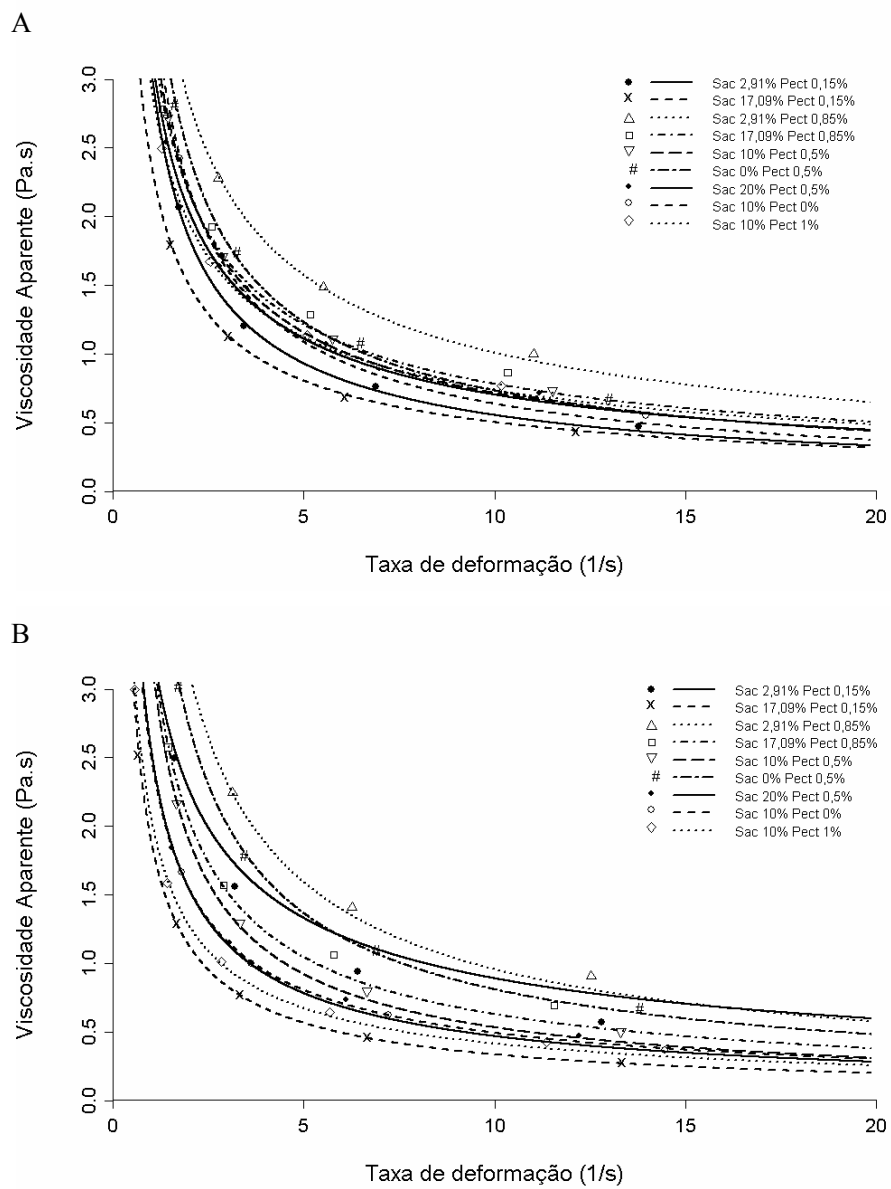 A
Viscosidade Aparente (Pa.s)
3.0
2.5
2.0
1.5
1.0
0.5
0.0
0
5
10
15
20
Taxa de deformação (1/s)
Sac 2,91% Pect 0,15%
X Sac 17,09% Pect 0,15%
Sac 2,91% Pect 0,85%
Sac 17,09% Pect 0,85%
Sac 10% Pect 0,5%
# Sac 0% Pect 0,5%
Sac 20% Pect 0,5%
Sac 10% Pect 0%
Sac 10% Pect 1%
B
Viscosidade Aparente (Pa.s)
3.0
2.5
2.0
1.5
1.0
0.5
0.0
0
5
10
15
20
Taxa de deformação (1/s)
Sac 2,91% Pect 0,15%
X Sac 17,09% Pect 0,15%
Sac 2,91% Pect 0,85%
Sac 17,09% Pect 0,85%
Sac 10% Pect 0,5%
# Sac 0% Pect 0,5%
Sac 20% Pect 0,5%
Sac 10% Pect 0%
Sac 10% Pect 1%